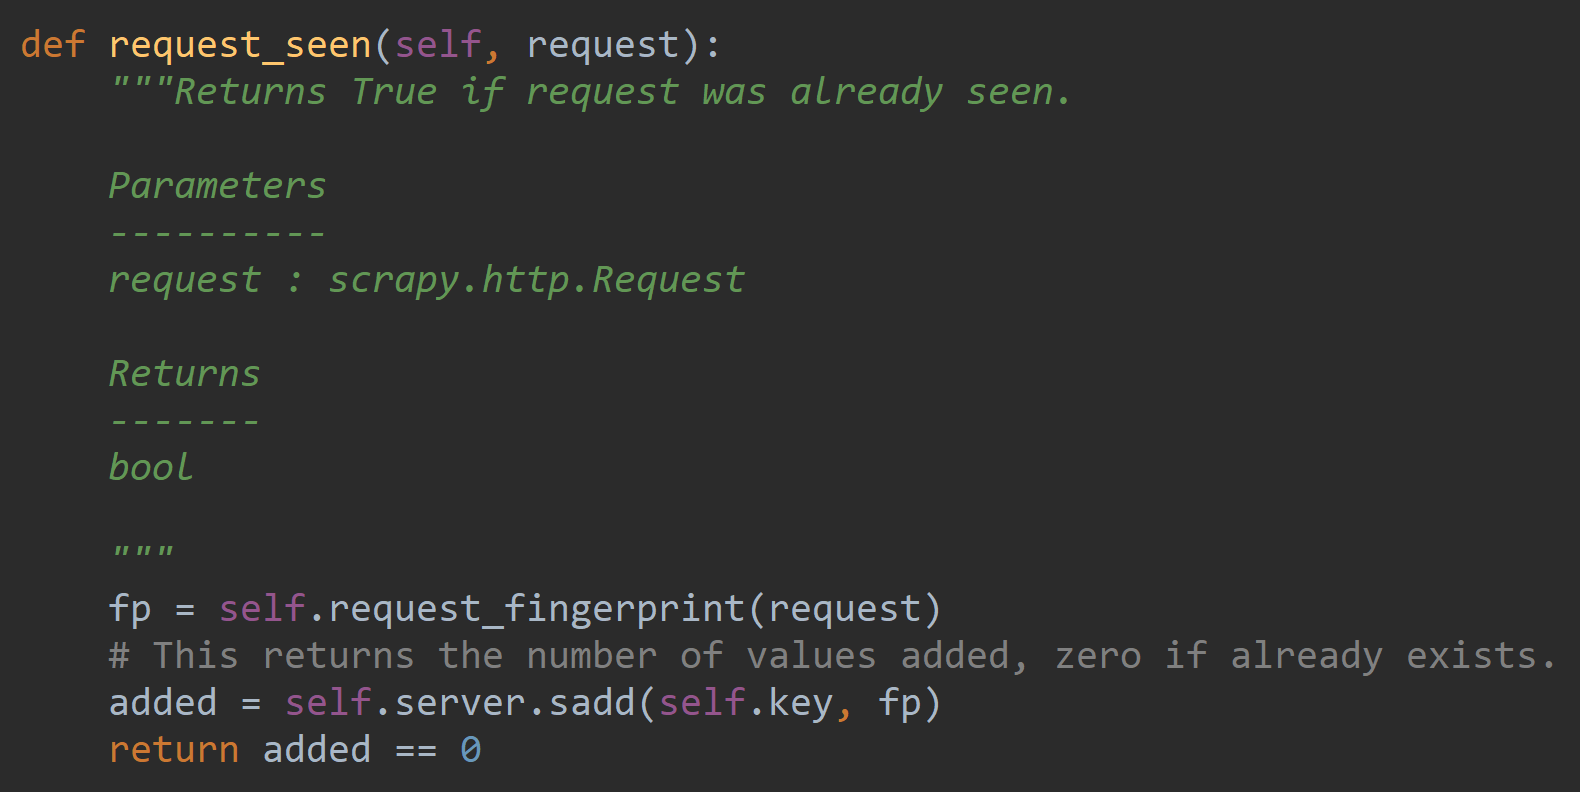 def request_seen(self, request):
    """Returns True if request was already seen.

    Parameters
    ----------
    request : scrapy.http.Request

    Returns
    -------
    bool

    """
    fp = self.request_fingerprint(request)
    # This returns the number of values added, zero if already exists.
    added = self.server.sadd(self.key, fp)
    return added == 0